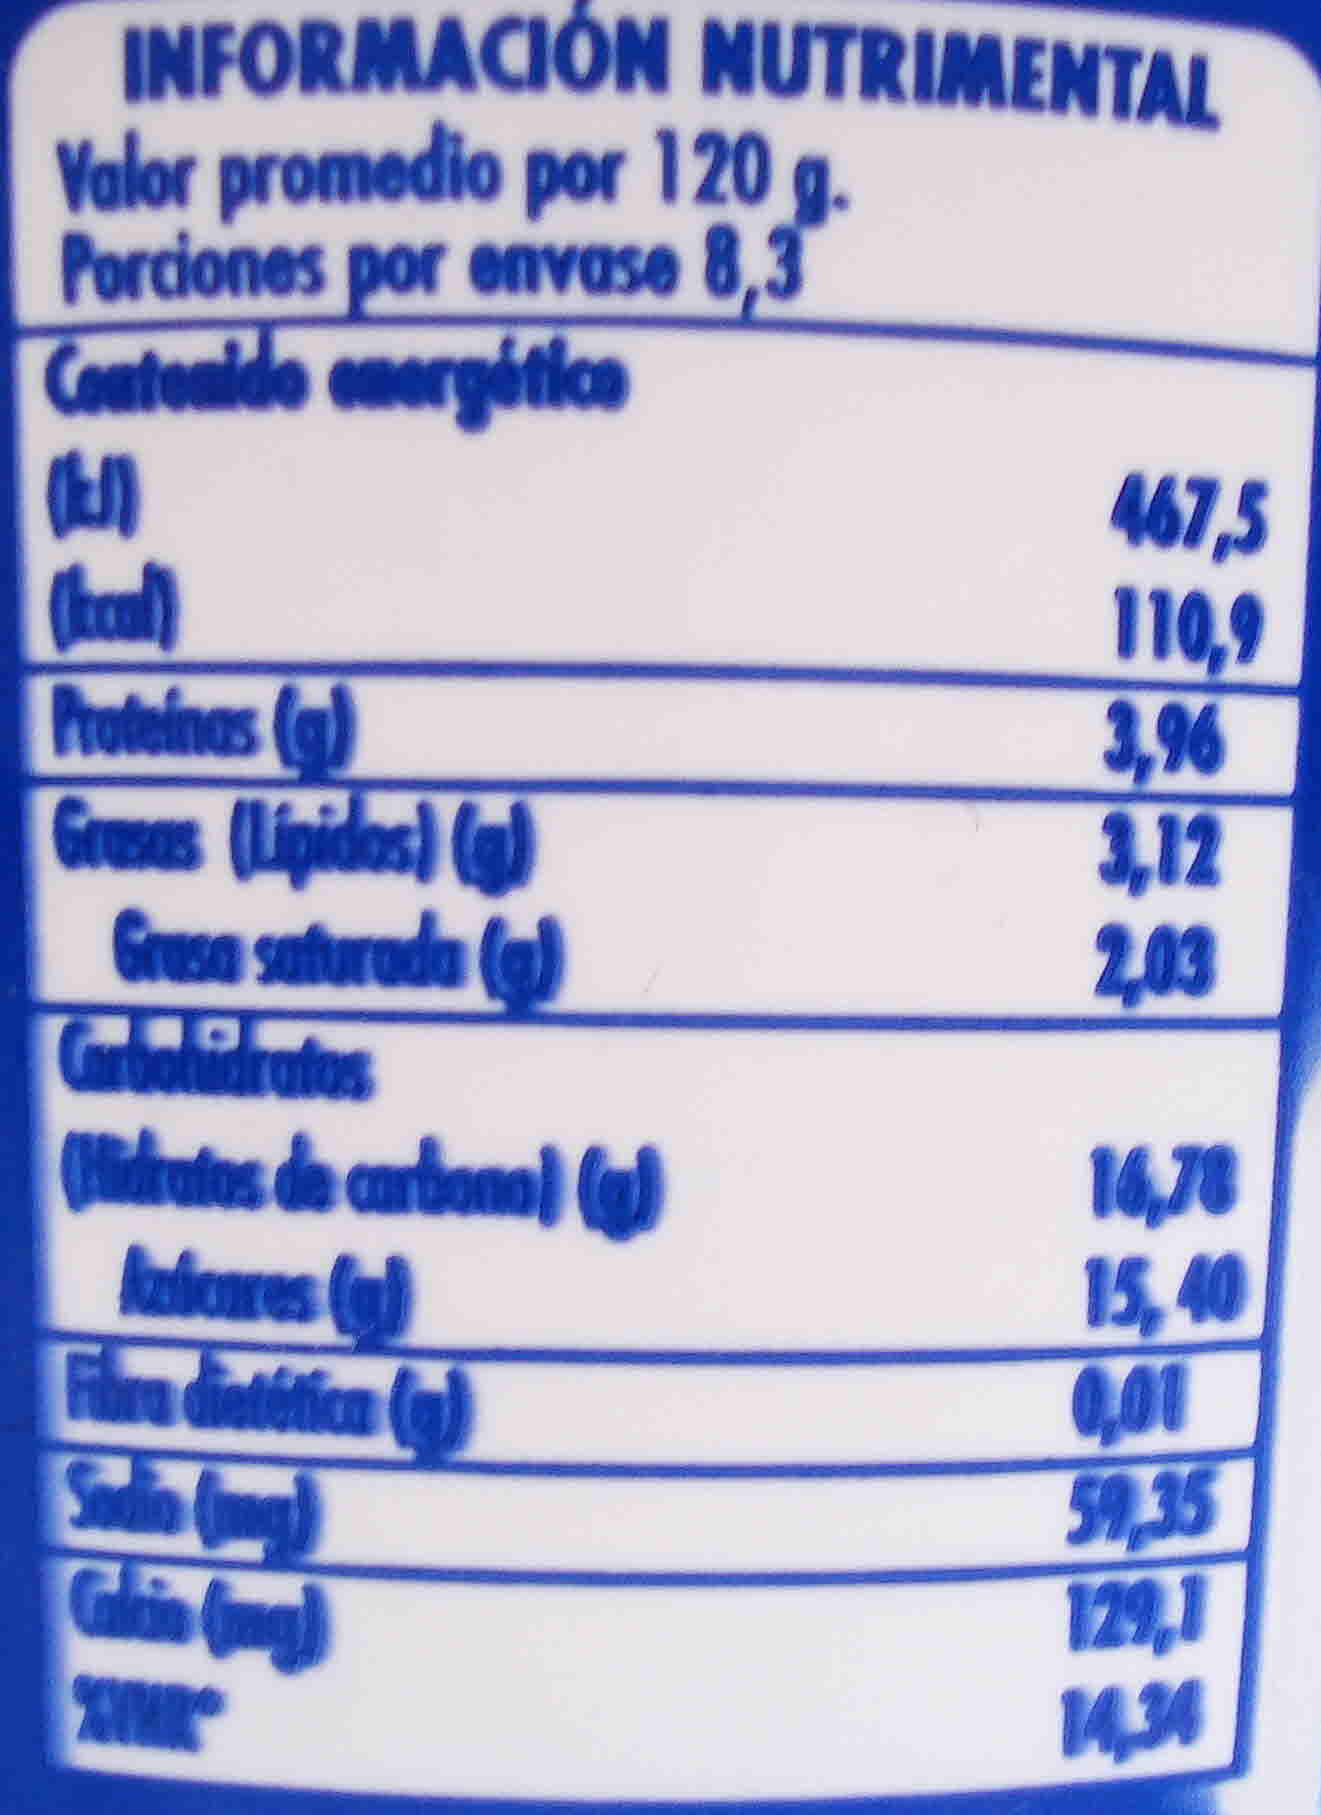 INFORMACIÓN NUTRIMENTAL
Valor promedio por 120 g.
Porciones por envase 8,3
Contenido energético
(kJ) 467,5
(kcal) 110,9
Proteínas (g) 3,96
Grasas (Lípidos) (g) 3,12
Grasa saturada (g) 2,03
Carbohidratos
(Hidratos de carbono) (g) 16,78
Azúcares (g) 15, 40
Fibra dietética (g) 0,01
Sodio (mg) 59,35
Calcio (mg) 129,1
%VNR* 14,34